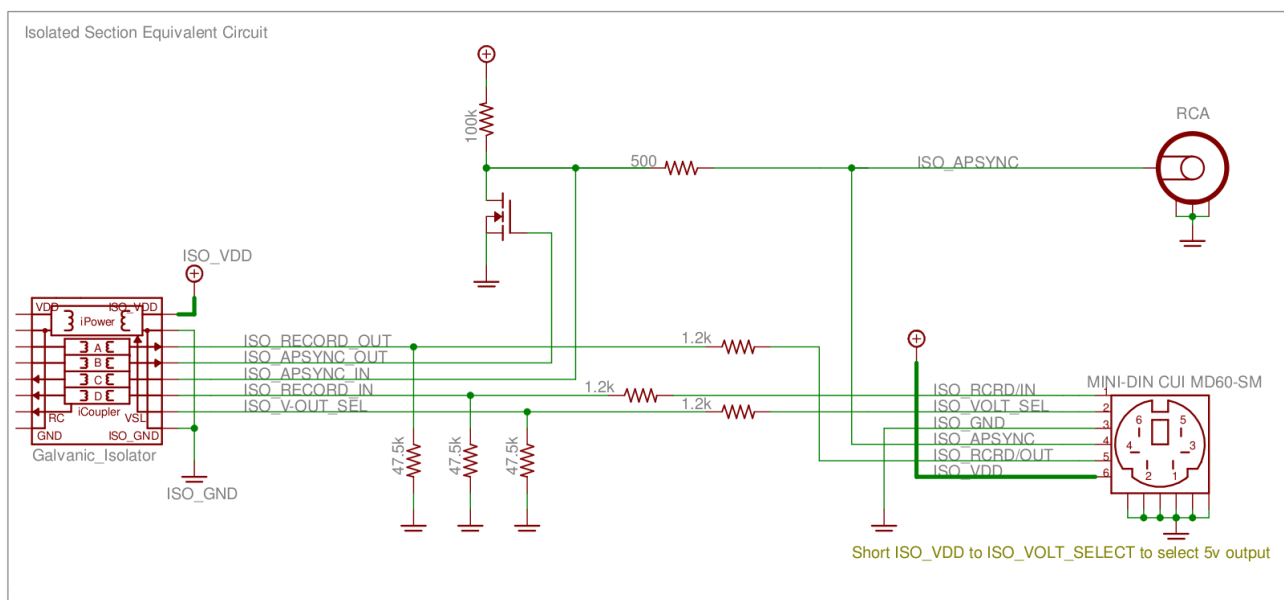 Isolated Section Equivalent Circuit
100k
500
ISO_APSYNC
RCA
ISO_VDD
VDD
ISO_VDD
iPower
A
B
C
D
iCoupler
RC
VSL
GND
ISO_GND
Galvanic_Isolator
ISO_GND
ISO_RECORD_OUT
ISO_APSYNC_OUT
ISO_APSYNC_IN
ISO_RECORD_IN
ISO_V-OUT_SEL
1.2k
1.2k
1.2k
47.5k
47.5k
47.5k
ISO_RCRD/IN
ISO_VOLT_SEL
ISO_GND
ISO_APSYNC
ISO_RCRD/OUT
ISO_VDD
1
2
3
4
5
6
MINI-DIN CUI MD60-SM
6 5
4 3
2 1
Short ISO_VDD to ISO_VOLT_SELECT to select 5v output